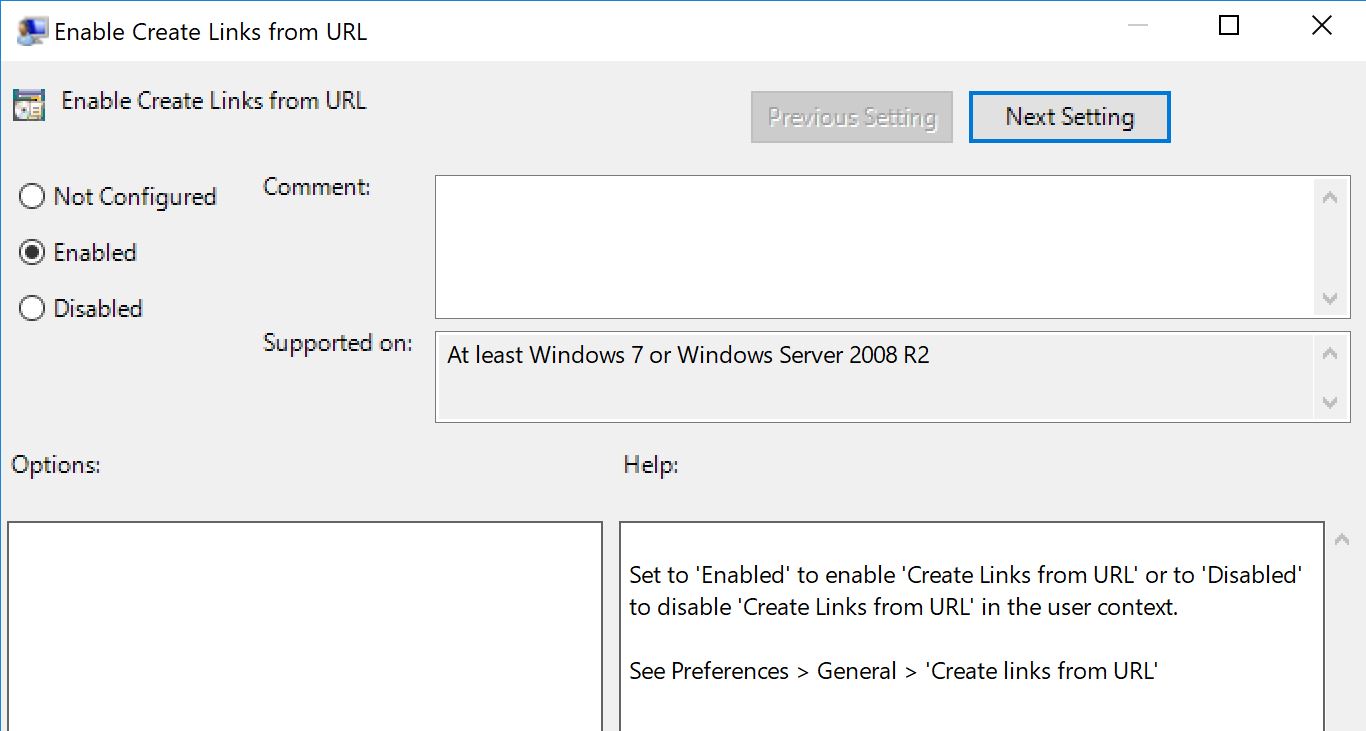 Enable Create Links from URL
Enable Create Links from URL
Previous Setting
Next Setting
Not Configured
Comment:
Enabled
Disabled
Supported on:
At least Windows 7 or Windows Server 2008 R2
Options:
Help:
Set to 'Enabled' to enable 'Create Links from URL' or to 'Disabled'
to disable 'Create Links from URL' in the user context.
See Preferences > General > 'Create links from URL'